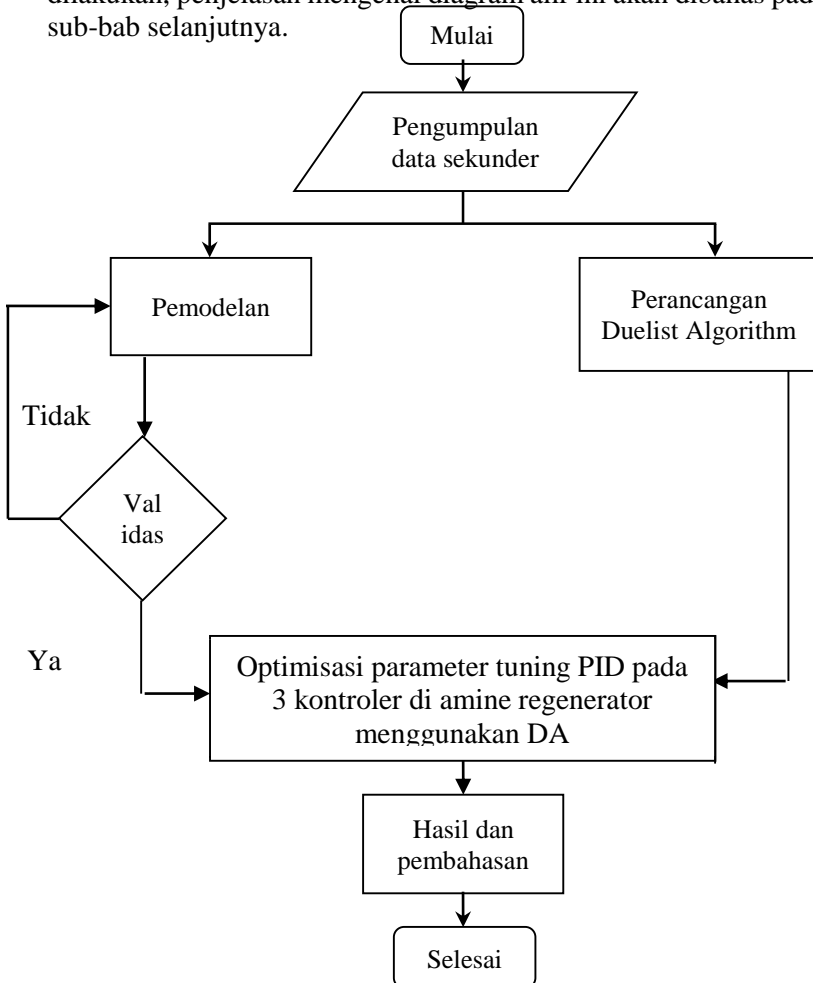 dilakukan, penjelasan mengenai diagram alir ini akan dibahas pada
sub-bab selanjutnya.
Mulai
Pengumpulan
data sekunder
Pemodelan
Perancangan
Duelist Algorithm
Tidak
Val
idas
Ya
Optimisasi parameter tuning PID pada
3 kontroler di amine regenerator
menggunakan DA
Hasil dan
pembahasan
Selesai